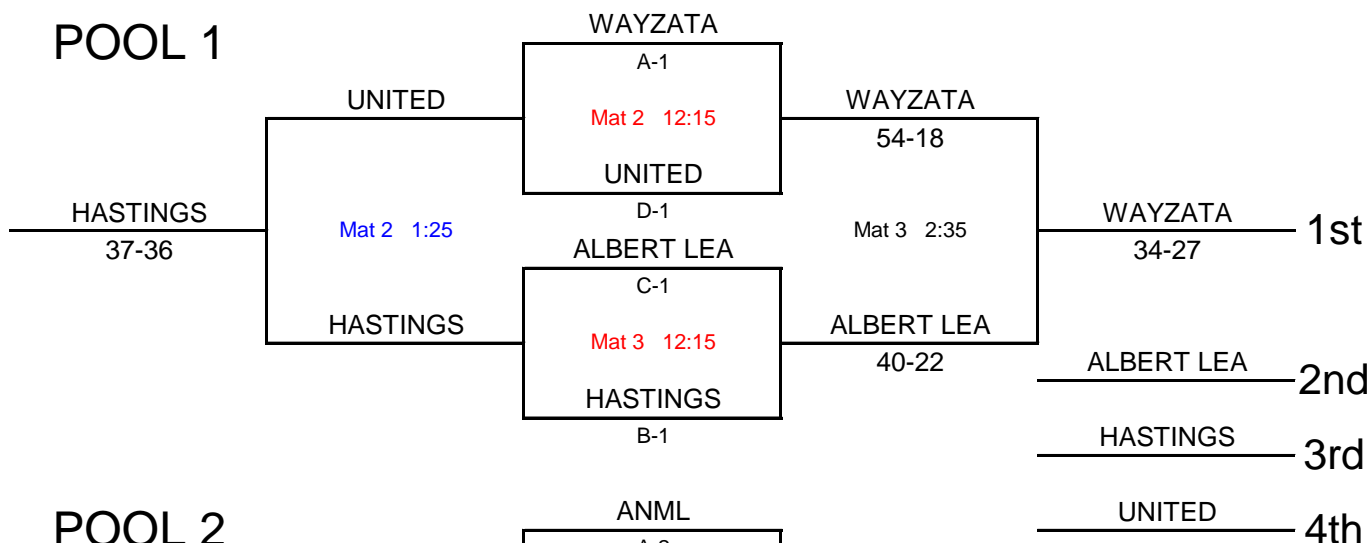 POOL 1
WAYZATA
A-1
UNITED
Mat 2 12:15
WAYZATA
54-18
UNITED
D-1
HASTINGS
37-36
Mat 2 1:25
Mat 3 2:35
WAYZATA
34-27
1st
ALBERT LEA
C-1
HASTINGS
Mat 3 12:15
ALBERT LEA
40-22
HASTINGS
B-1
ALBERT LEA
2nd
HASTINGS
3rd
POOL 2
ANML
UNITED
4th